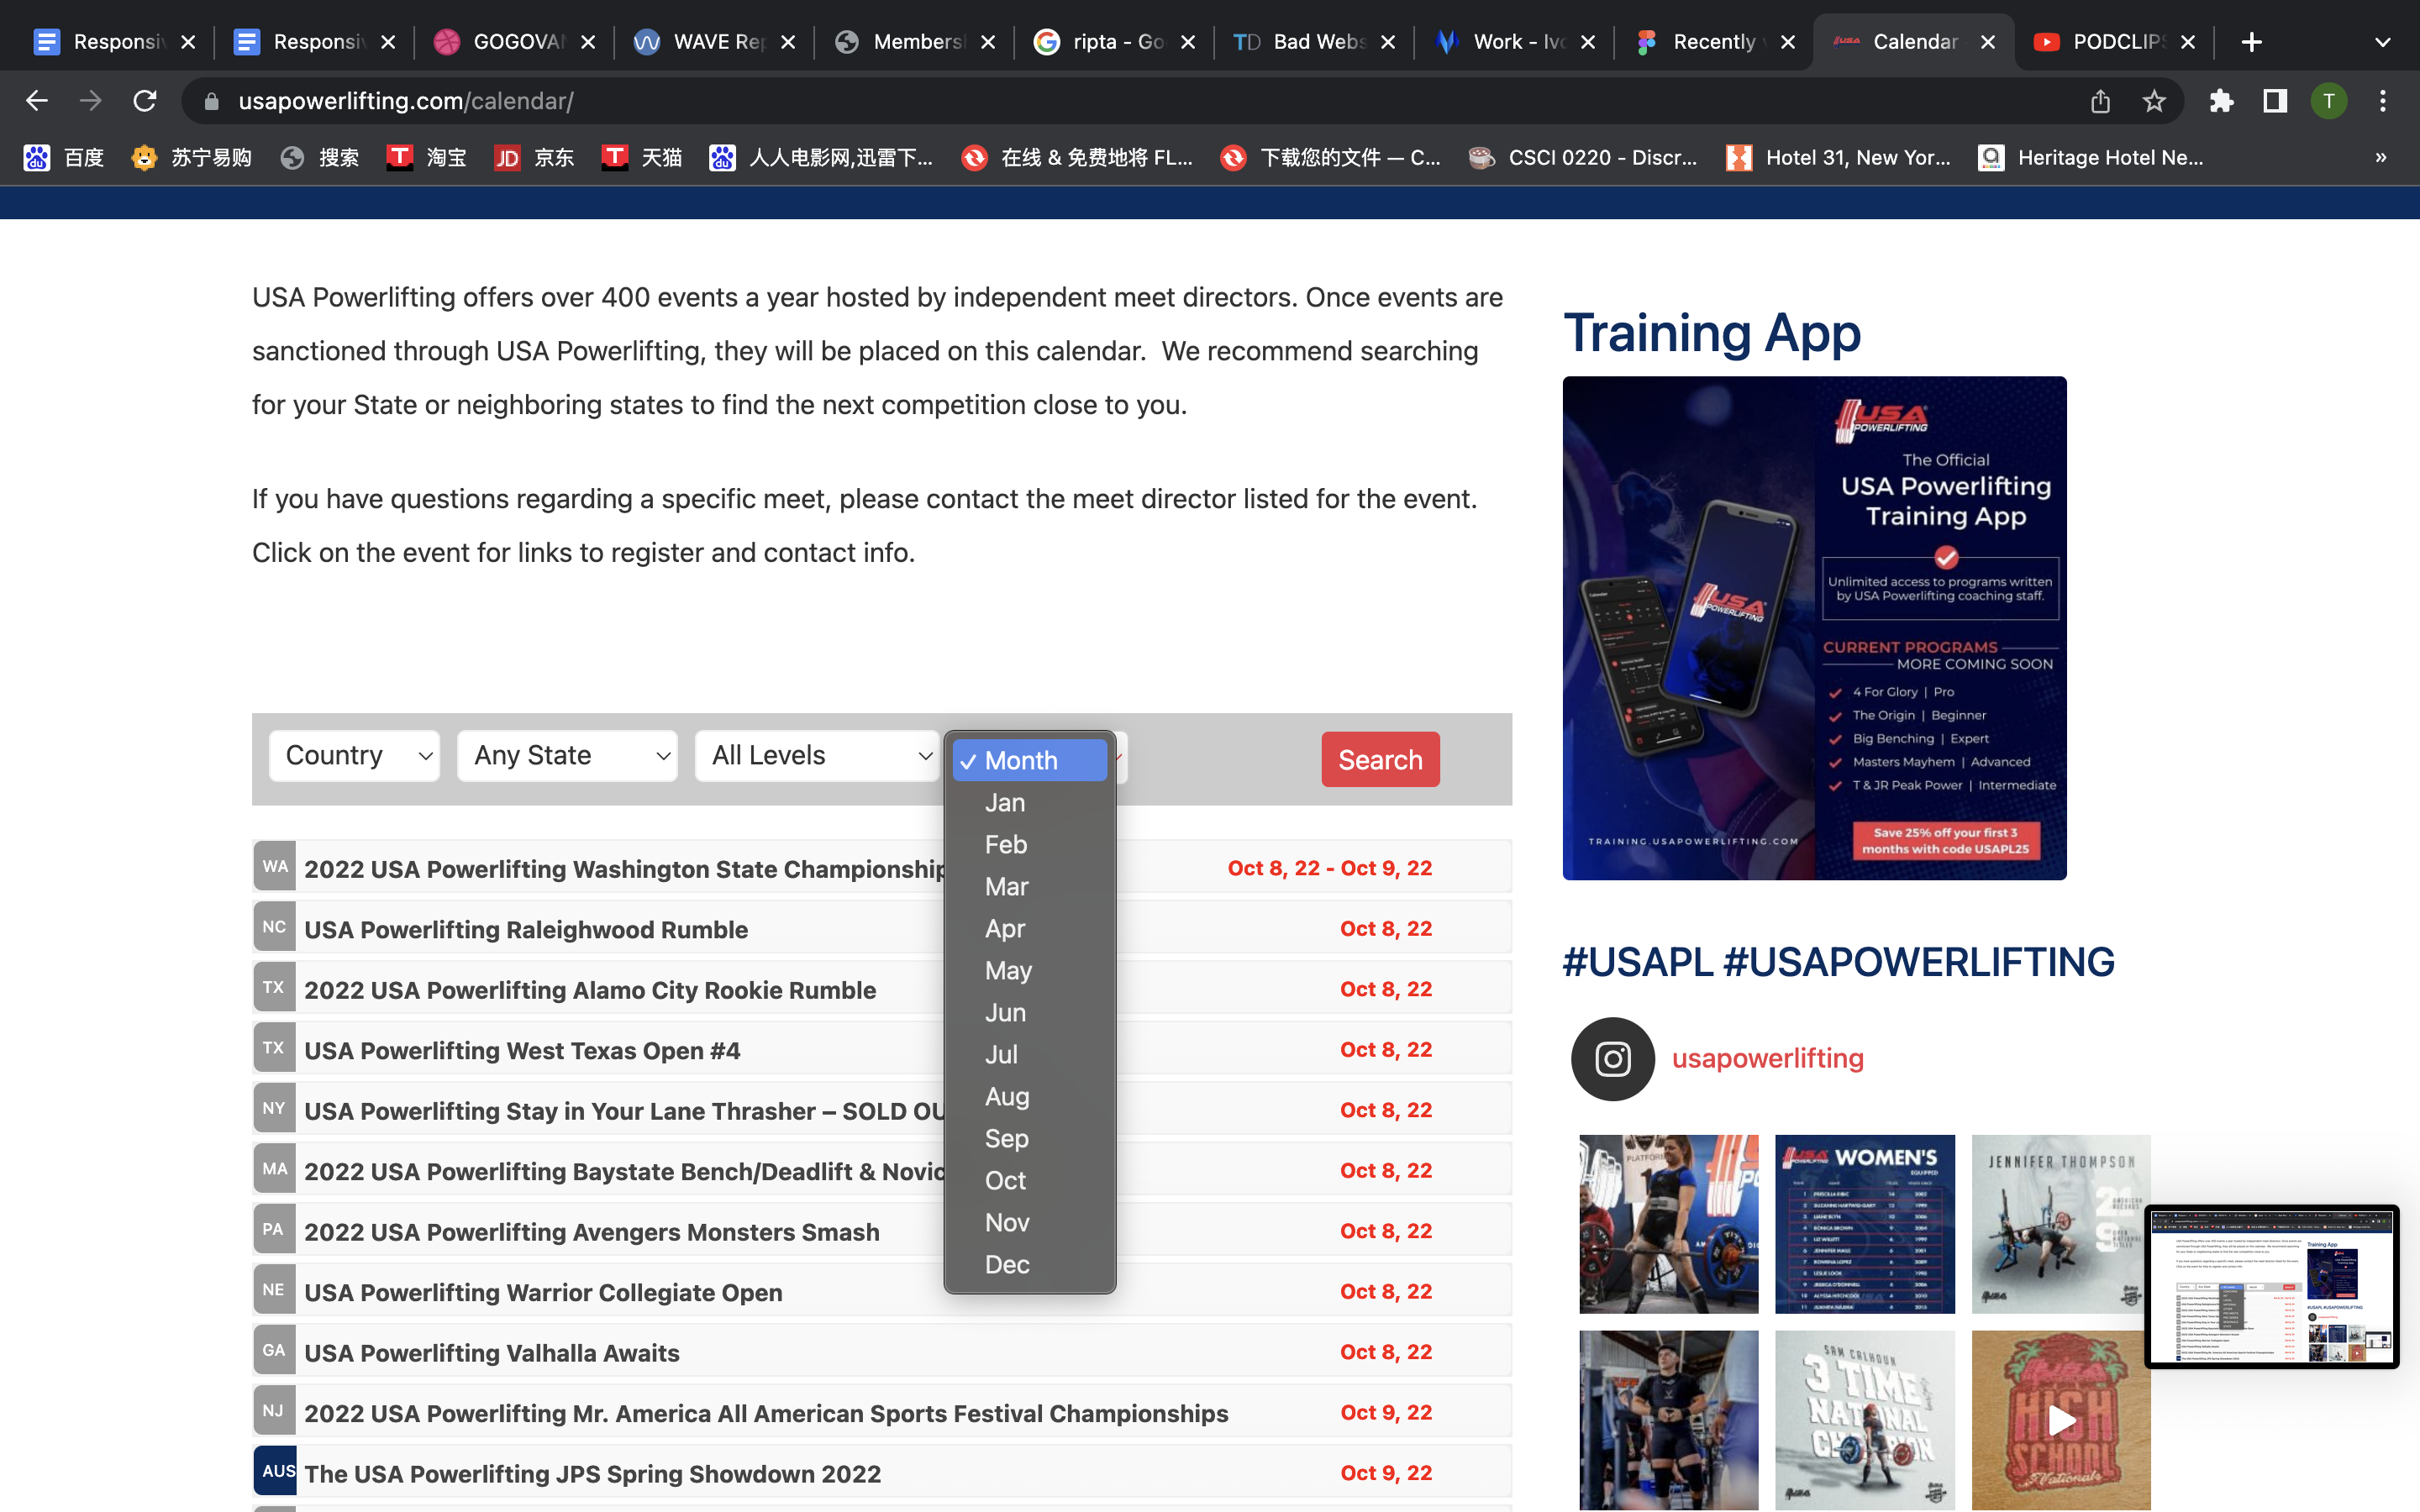 Responsiv
Responsiv
GOGOVAN
WAVE Rep
Members
ripta - Go
TD
Bad Webs
Work - Ivo
Recently v
Calendar
PODCLIPS
usapowerlifting.com/calendar/
T
百度
苏宁易购
搜索
淘宝
JD 京东
天猫
人人电影网,迅雷下...
在线 & 免费地将 FL...
下载您的文件 — C...
CSCI 0220 - Discr...
Hotel 31, New Yor...
Heritage Hotel Ne...
»
USA Powerlifting offers over 400 events a year hosted by independent meet directors. Once events are
sanctioned through USA Powerlifting, they will be placed on this calendar. We recommend searching
for your State or neighboring states to find the next competition close to you.
If you have questions regarding a specific meet, please contact the meet director listed for the event.
Click on the event for links to register and contact info.
Country
Any State
All Levels
Month
Jan
Feb
Mar
Apr
May
Jun
Jul
Aug
Sep
Oct
Nov
Dec
Search
WA 2022 USA Powerlifting Washington State Championship Oct 8, 22 - Oct 9, 22
NC USA Powerlifting Raleighwood Rumble Oct 8, 22
TX 2022 USA Powerlifting Alamo City Rookie Rumble Oct 8, 22
TX USA Powerlifting West Texas Open #4 Oct 8, 22
NY USA Powerlifting Stay in Your Lane Thrasher – SOLD OU Oct 8, 22
MA 2022 USA Powerlifting Baystate Bench/Deadlift & Novic Oct 8, 22
PA 2022 USA Powerlifting Avengers Monsters Smash Oct 8, 22
NE USA Powerlifting Warrior Collegiate Open Oct 8, 22
GA USA Powerlifting Valhalla Awaits Oct 8, 22
NJ 2022 USA Powerlifting Mr. America All American Sports Festival Championships Oct 9, 22
AUS The USA Powerlifting JPS Spring Showdown 2022 Oct 9, 22
Training App
USA
POWERLIFTING
The Official
USA Powerlifting
Training App
Unlimited access to programs written
by USA Powerlifting coaching staff.
CURRENT PROGRAMS
MORE COMING SOON
4 For Glory | Pro
The Origin | Beginner
Big Benching | Expert
Masters Mayhem | Advanced
T & JR Peak Power | Intermediate
TRAINING.USAPOWERLIFTING.COM
Save 25% off your first 3
months with code USAPL25
USA
POWERLIFTING
#USAPL #USAPOWERLIFTING
usapowerlifting
PLATFORM
WOMEN'S
EQUIPPED
JENNIFER THOMPSON
SAM CALHOUN
3 TIME
NATIONAL
CHAMPION
HIGH
SCHOOL
Nationals